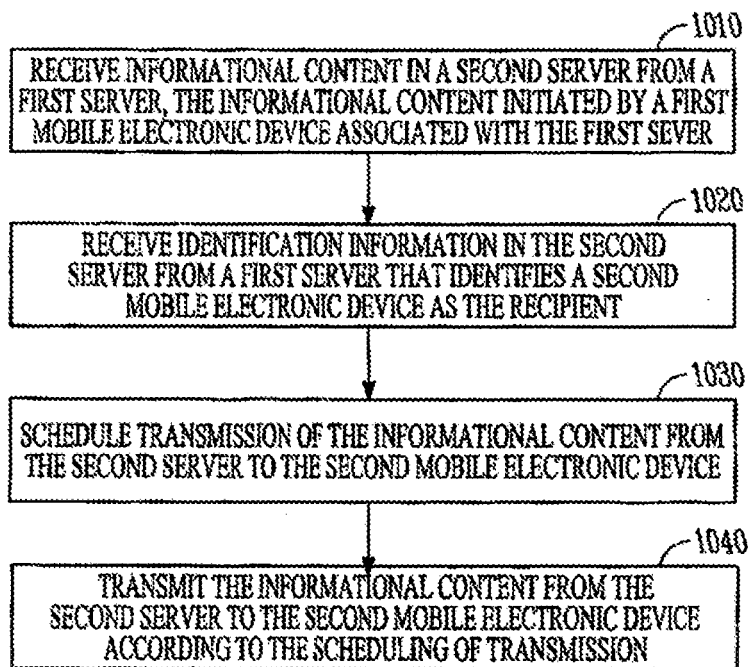 1010
RECEIVE INFORMATIONAL CONTENT IN A SECOND SERVER FROM A
FIRST SERVER, THE INFORMATIONAL CONTENT INITIATED BY A FIRST
MOBILE ELECTRONIC DEVICE ASSOCIATED WITH THE FIRST SEVER
1020
RECEIVE IDENTIFICATION INFORMATION IN THE SECOND
SERVER FROM A FIRST SERVER THAT IDENTIFIES A SECOND
MOBILE ELECTRONIC DEVICE AS THE RECIPIENT
1030
SCHEDULE TRANSMISSION OF THE INFORMATIONAL CONTENT FROM
THE SECOND SERVER TO THE SECOND MOBILE ELECTRONIC DEVICE
1040
TRANSMIT THE INFORMATIONAL CONTENT FROM THE
SECOND SERVER TO THE SECOND MOBILE ELECTRONIC DEVICE
ACCORDING TO THE SCHEDULING OF TRANSMISSION